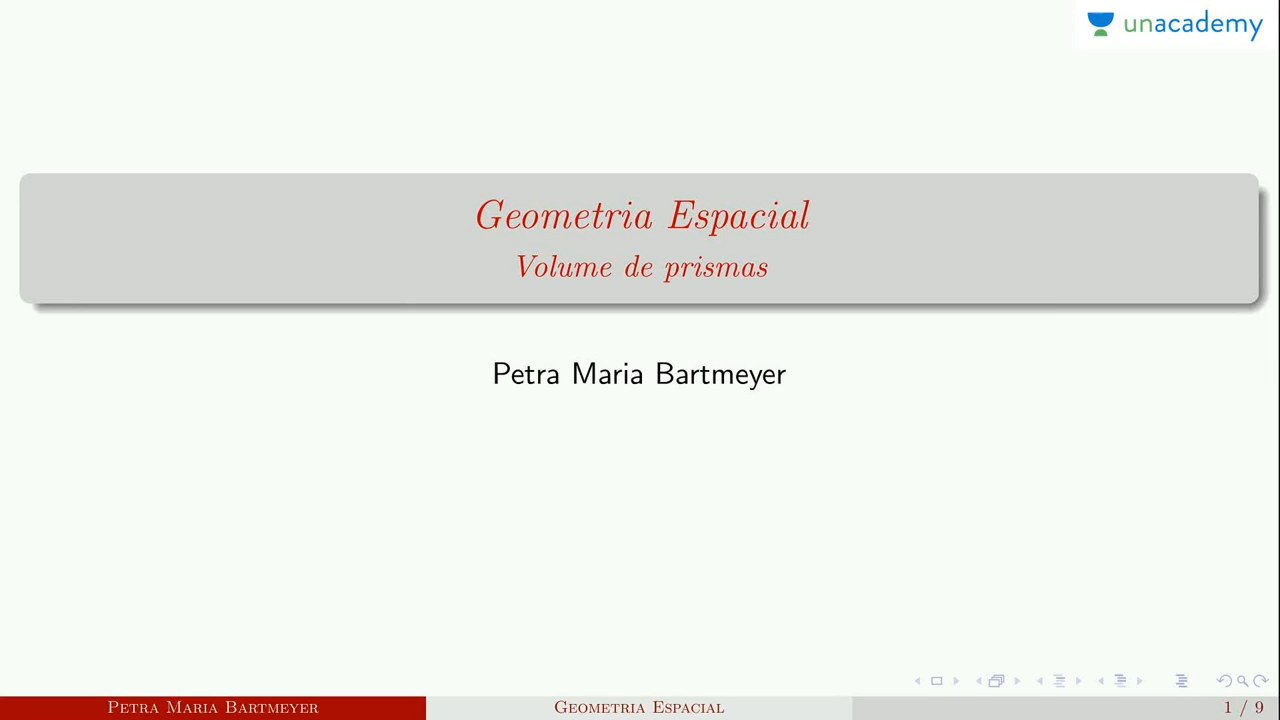 unacademy
Geometria Espacial
Volume de prismas
Petra Maria Bartmeyer
Petra Maria Bartmeyer
Geometria Espacial
1 / 9